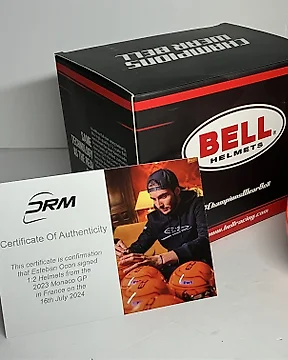 CHAMPIONS
WEAR BELL
BELL
HELMETS
#ChampionsWearBell
www.bellracing.com
DRM
Certificate Of Authenticity
This certificate is confirmation
that Esteban Ocon signed
1:2 Helmets from the
2023 Monaco GP
in France on the
16th July 2024